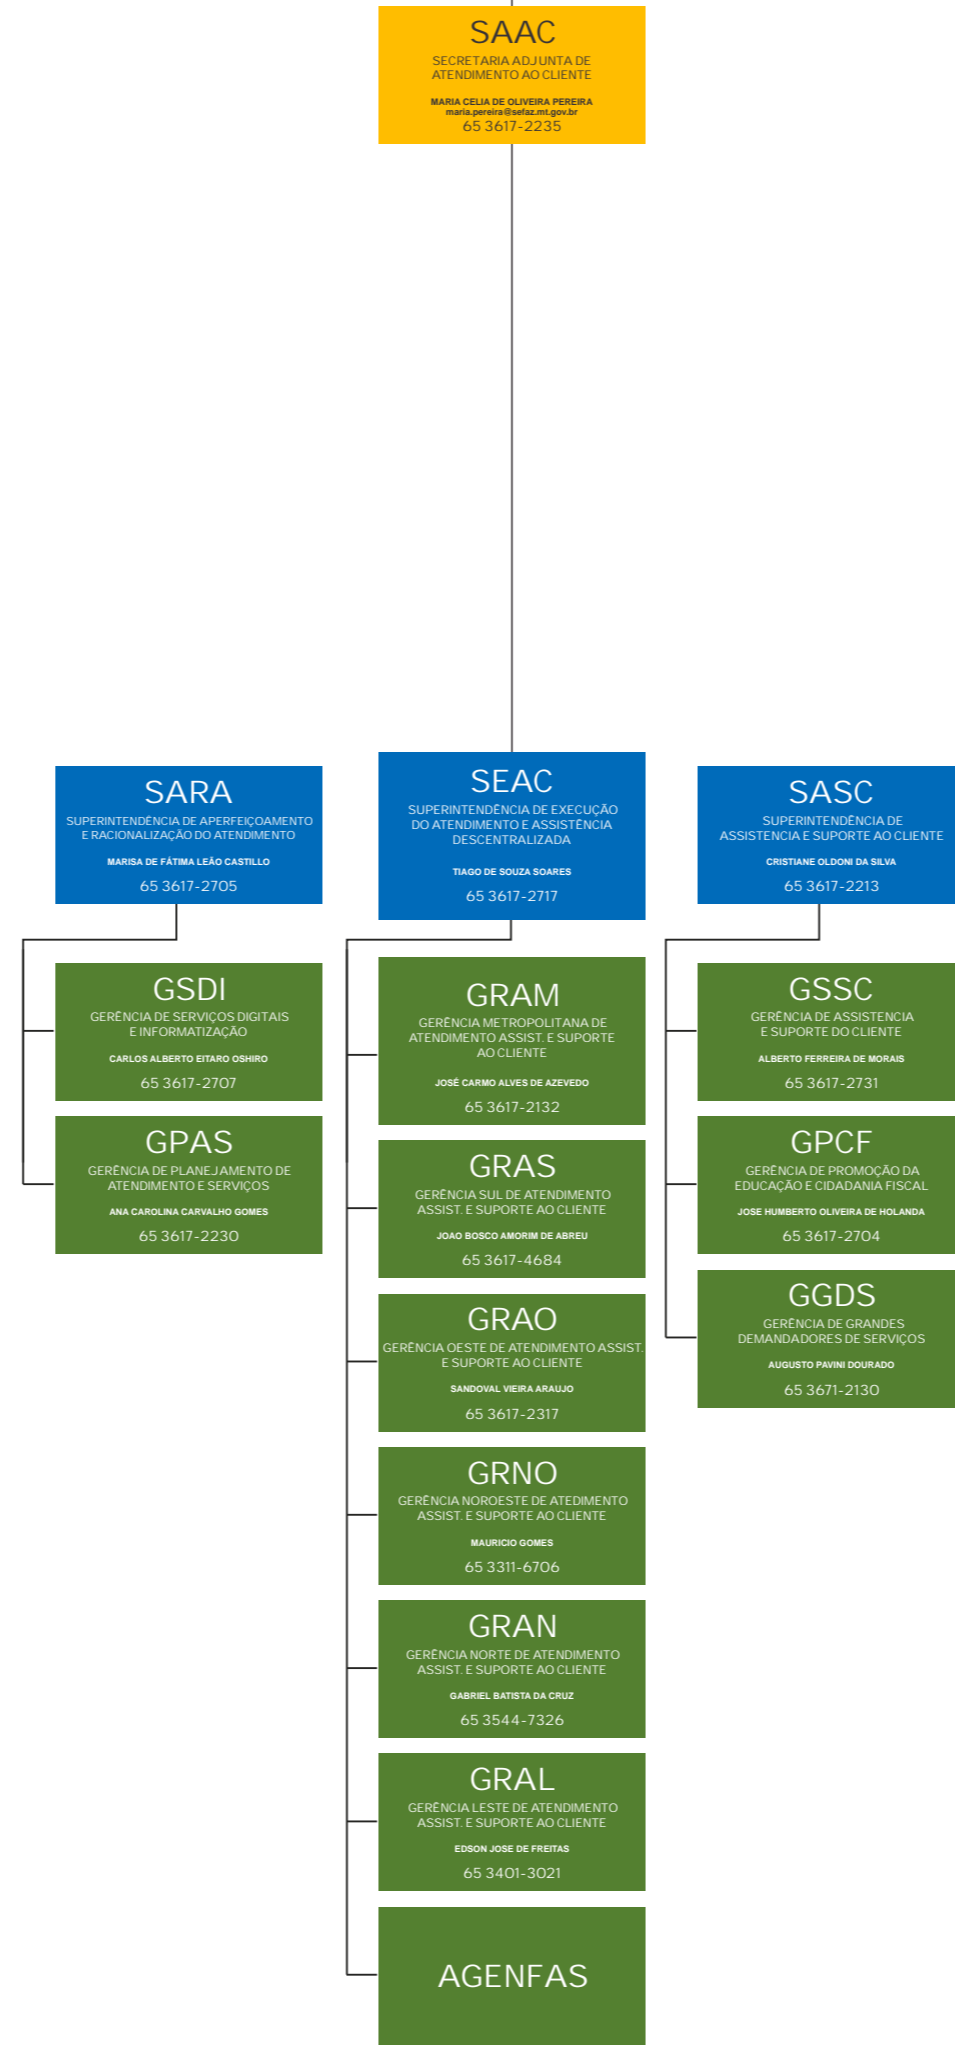 SAAC
SECRETARIA ADJUNTA DE
ATENDIMENTO AO CLIENTE
MARIA CELIA DE OLIVEIRA PEREIRA
maria.pereira@sefaz.mt.gov.br
65 3617-2235
SARA
SUPERINTENDÊNCIA DE APERFEIÇOAMENTO
E RACIONALIZAÇÃO DO ATENDIMENTO
MARISA DE FÁTIMA LEÃO CASTILLO
65 3617-2705
GSDI
GERÊNCIA DE SERVIÇOS DIGITAIS
E INFORMATIZAÇÃO
CARLOS ALBERTO EITARO OSHIRO
65 3617-2707
GPAS
GERÊNCIA DE PLANEJAMENTO DE
ATENDIMENTO E SERVIÇOS
ANA CAROLINA CARVALHO GOMES
65 3617-2230
SEAC
SUPERINTENDÊNCIA DE EXECUÇÃO
DO ATENDIMENTO E ASSISTÊNCIA
DESCENTRALIZADA
TIAGO DE SOUZA SOARES
65 3617-2717
GRAM
GERÊNCIA METROPOLITANA DE
ATENDIMENTO ASSIST. E SUPORTE
AO CLIENTE
JOSÉ CARMO ALVES DE AZEVEDO
65 3617-2132
GRAS
GERÊNCIA SUL DE ATENDIMENTO
ASSIST. E SUPORTE AO CLIENTE
JOAO BOSCO AMORIM DE ABREU
65 3617-4684
GRAO
GERÊNCIA OESTE DE ATENDIMENTO ASSIST.
E SUPORTE AO CLIENTE
SANDOVAL VIEIRA ARAUJO
65 3617-2317
GRNO
GERÊNCIA NOROESTE DE ATEDIMENTO
ASSIST. E SUPORTE AO CLIENTE
MAURICIO GOMES
65 3311-6706
GRAN
GERÊNCIA NORTE DE ATENDIMENTO
ASSIST. E SUPORTE AO CLIENTE
GABRIEL BATISTA DA CRUZ
65 3544-7326
GRAL
GERÊNCIA LESTE DE ATENDIMENTO
ASSIST. E SUPORTE AO CLIENTE
EDSON JOSE DE FREITAS
65 3401-3021
AGENFAS
SASC
SUPERINTENDÊNCIA DE
ASSISTENCIA E SUPORTE AO CLIENTE
CRISTIANE OLDONI DA SILVA
65 3617-2213
GSSC
GERÊNCIA DE ASSISTENCIA
E SUPORTE DO CLIENTE
ALBERTO FERREIRA DE MORAIS
65 3617-2731
GPCF
GERÊNCIA DE PROMOÇÃO DA
EDUCAÇÃO E CIDADANIA FISCAL
JOSE HUMBERTO OLIVEIRA DE HOLANDA
65 3617-2704
GGDS
GERÊNCIA DE GRANDES
DEMANDADORES DE SERVIÇOS
AUGUSTO PAVINI DOURADO
65 3671-2130